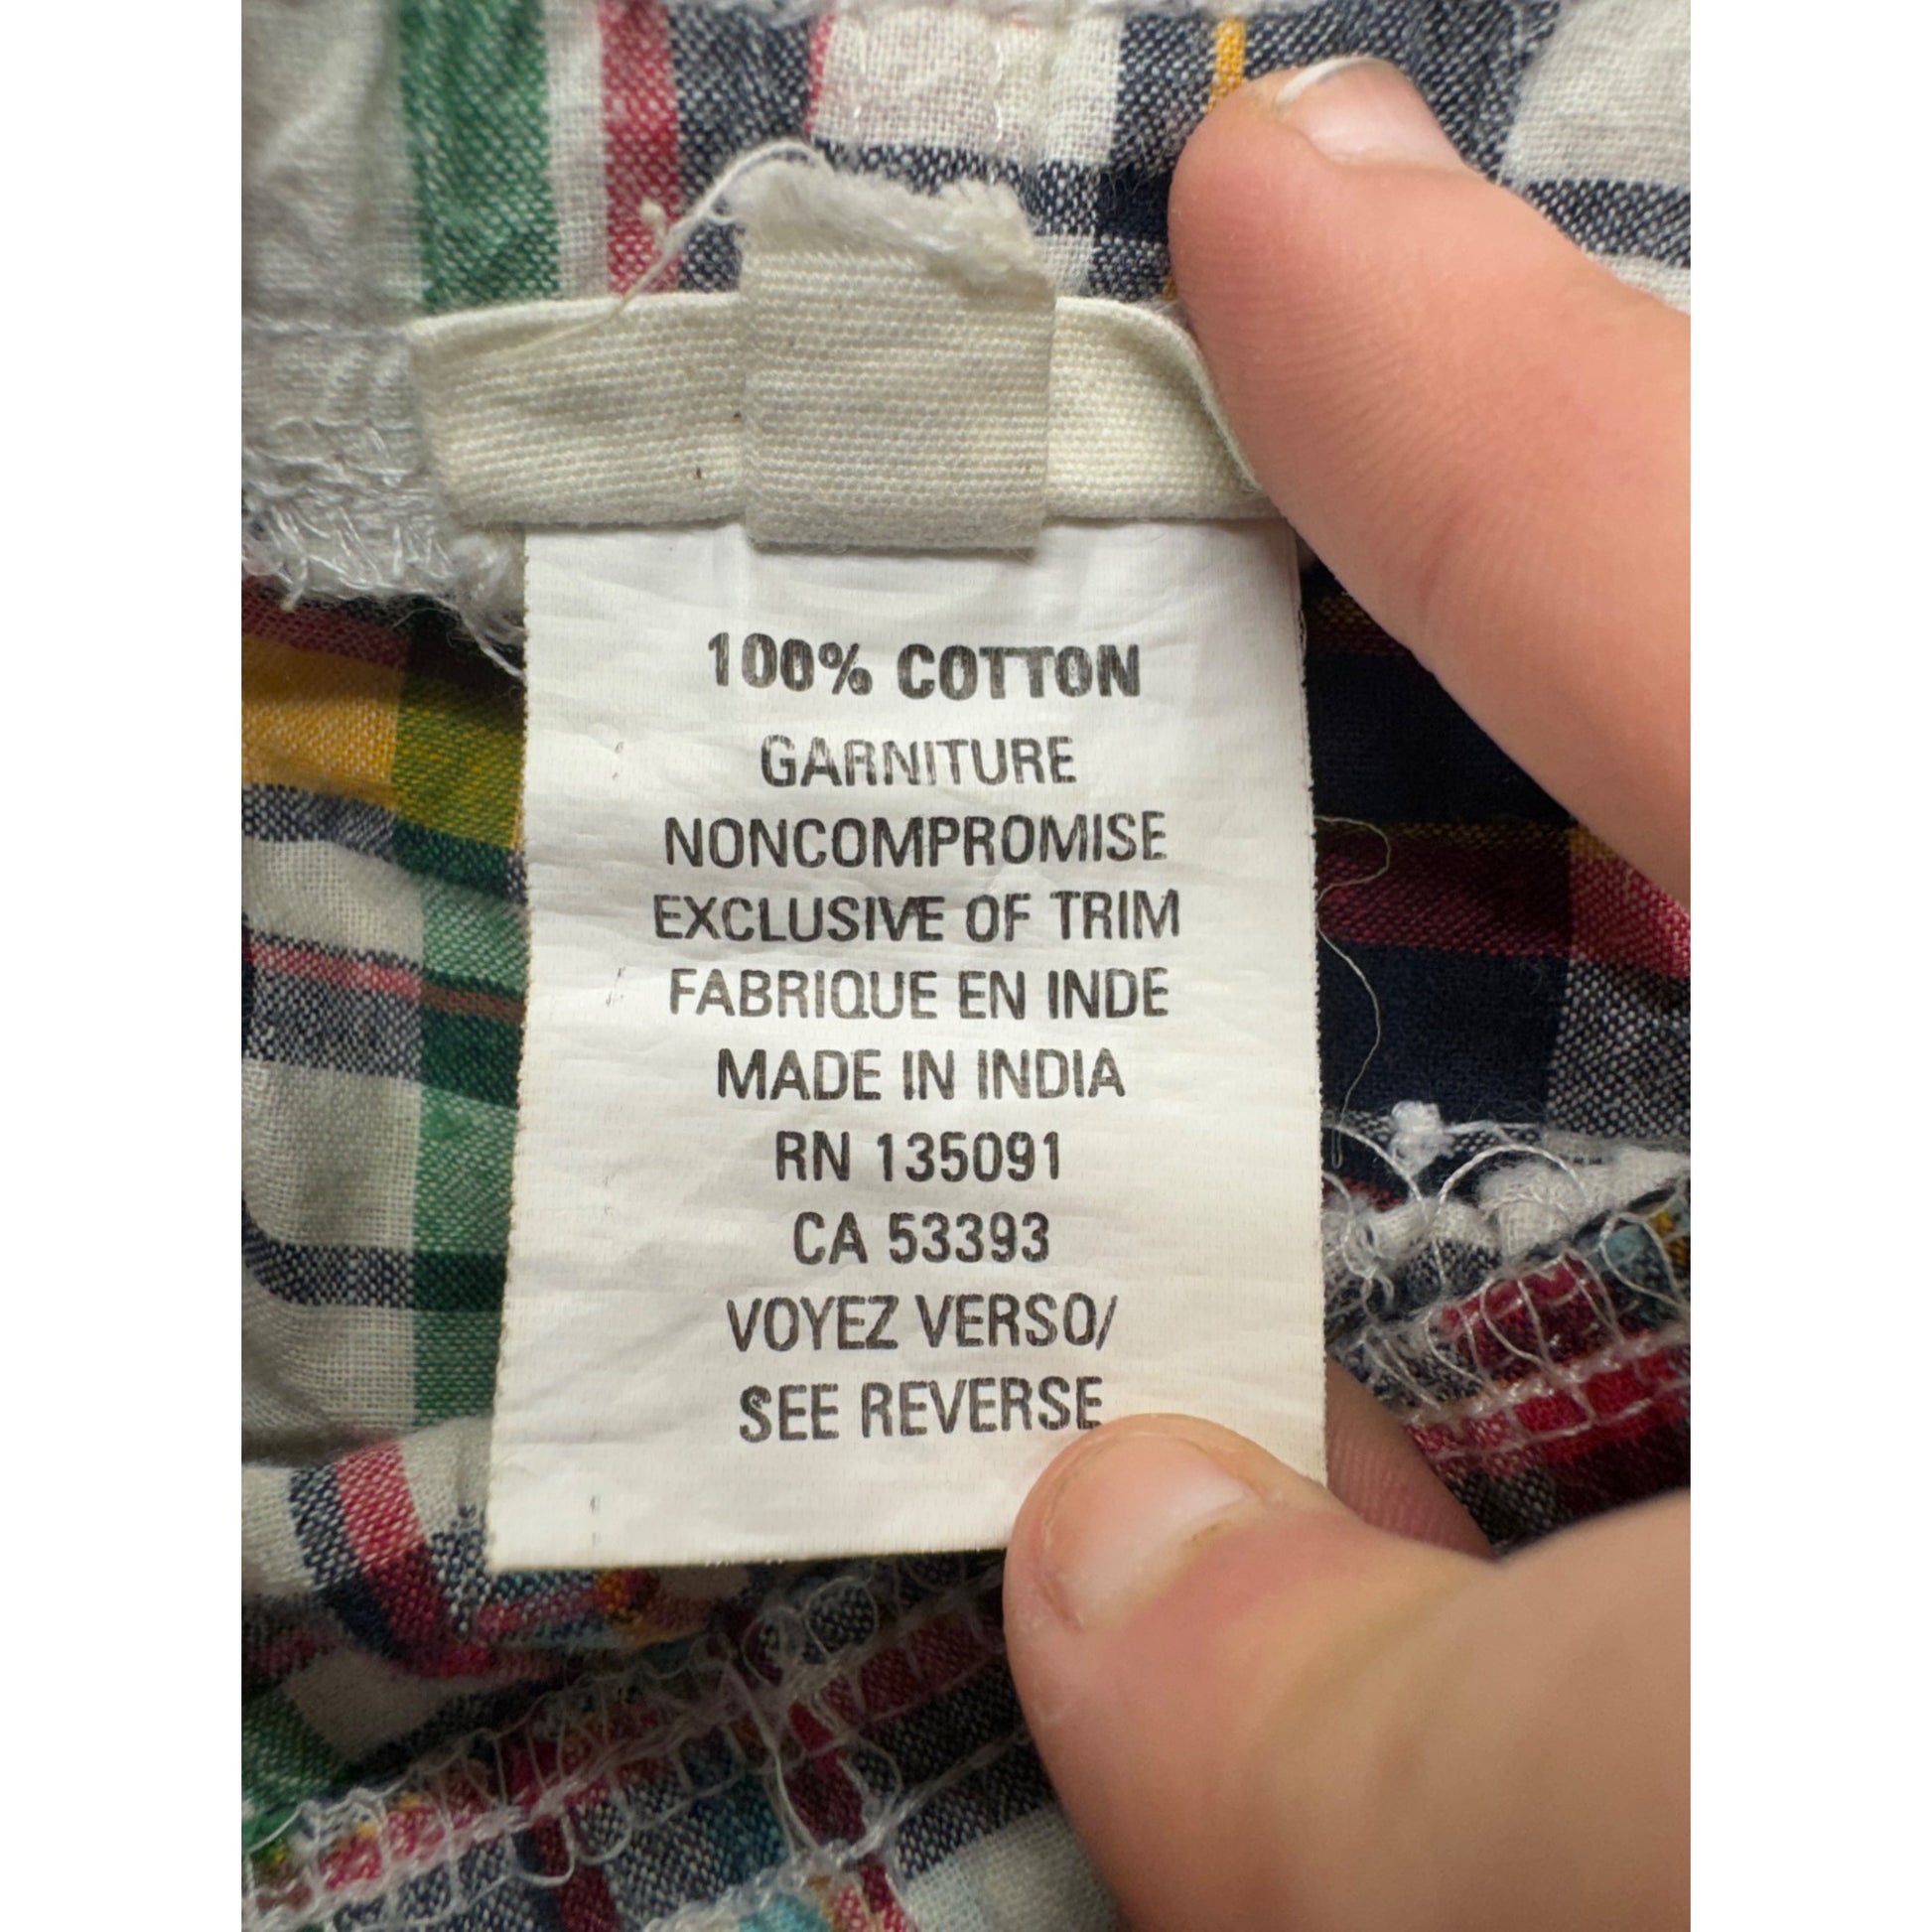 100% COTTON
GARNITURE
NONCOMPROMISE
EXCLUSIVE OF TRIM
FABRIQUE EN INDE
MADE IN INDIA
RN 135091
CA 53393
VOYEZ VERSO/
SEE REVERSE